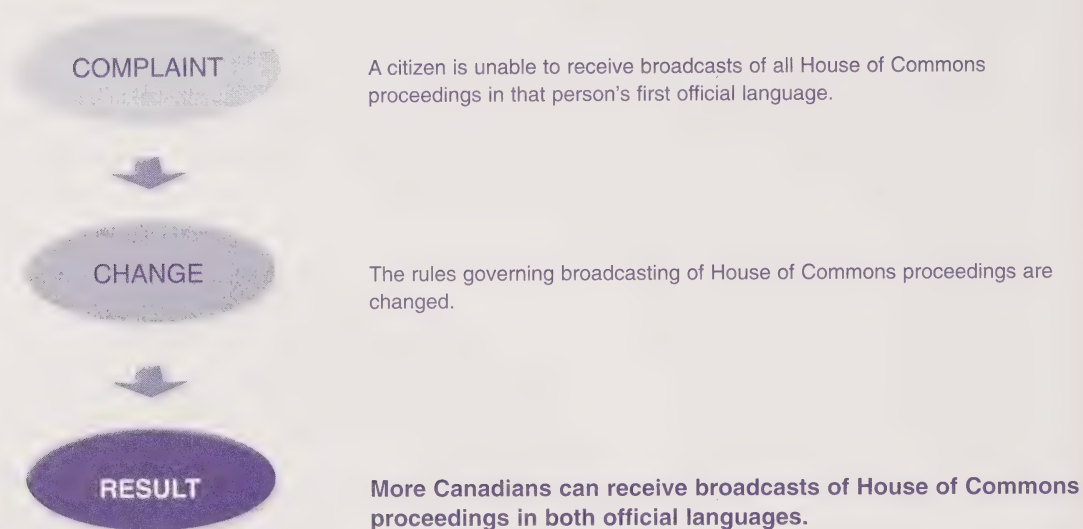 COMPLAINT
A citizen is unable to receive broadcasts of all House of Commons
proceedings in that person's first official language.
CHANGE
The rules governing broadcasting of House of Commons proceedings are
changed.
RESULT
More Canadians can receive broadcasts of House of Commons
proceedings in both official languages.